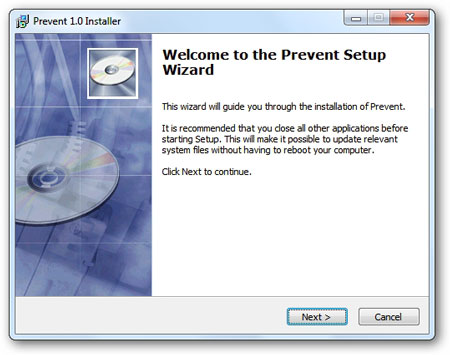 Prevent 1.0 Installer
Welcome to the Prevent Setup
Wizard
This wizard will guide you through the installation of Prevent.
It is recommended that you close all other applications before
starting Setup. This will make it possible to update relevant
system files without having to reboot your computer.
Click Next to continue.
Next >
Cancel